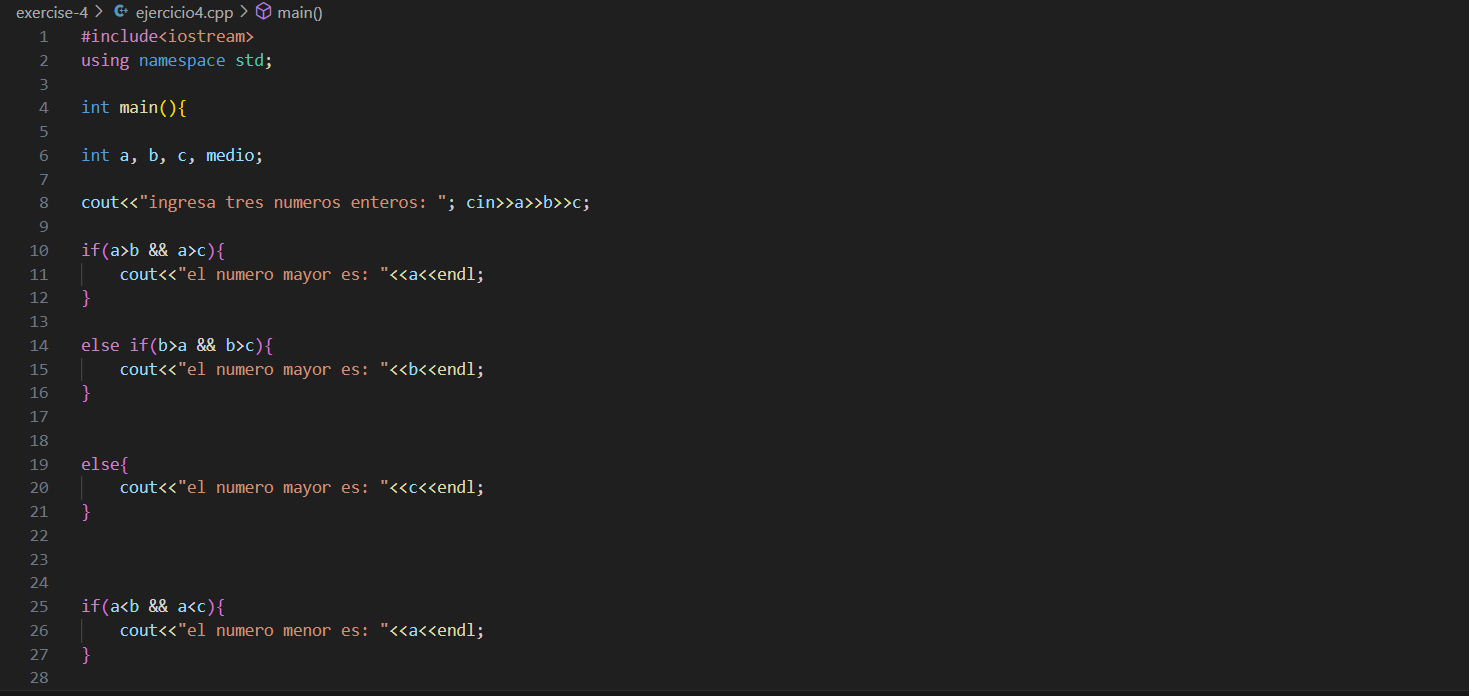 exercise-4 > ejercicio4.cpp > main()
1 #include<iostream>
2 using namespace std;
3
4 int main(){
5
6 int a, b, c, medio;
7
8 cout<<"ingresa tres numeros enteros: "; cin>>a>>b>>c;
9
10 if(a>b && a>c){
11     cout<<"el numero mayor es: "<<a<<endl;
12 }
13
14 else if(b>a && b>c){
15     cout<<"el numero mayor es: "<<b<<endl;
16 }
17
18
19 else{
20     cout<<"el numero mayor es: "<<c<<endl;
21 }
22
23
24
25 if(a<b && a<c){
26     cout<<"el numero menor es: "<<a<<endl;
27 }
28